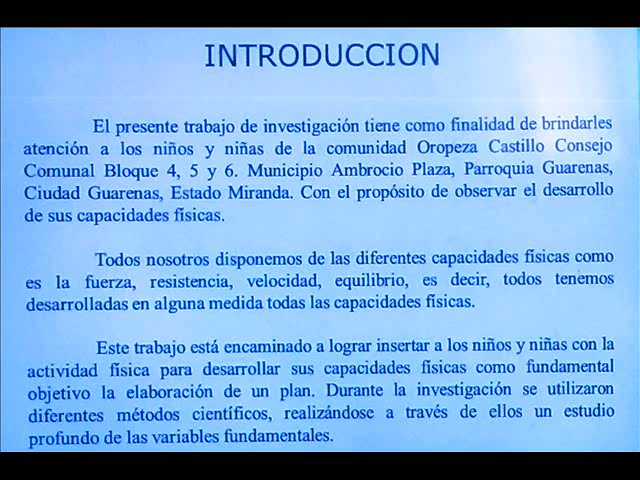 INTRODUCCION
El presente trabajo de investigación tiene como finalidad de brindarles
atención a los niños y niñas de la comunidad Oropeza Castillo Consejo
Comunal Bloque 4, 5 y 6. Municipio Ambrocio Plaza, Parroquia Guarenas,
Ciudad Guarenas, Estado Miranda. Con el propósito de observar el desarrollo
de sus capacidades físicas.
Todos nosotros disponemos de las diferentes capacidades físicas como
es la fuerza, resistencia, velocidad, equilibrio, es decir, todos tenemos
desarrolladas en alguna medida todas las capacidades físicas.
Este trabajo está encaminado a lograr insertar a los niños y niñas con la
actividad física para desarrollar sus capacidades físicas como fundamental
objetivo la elaboración de un plan. Durante la investigación se utilizaron
diferentes métodos científicos, realizándose a través de ellos un estudio
profundo de las variables fundamentales.